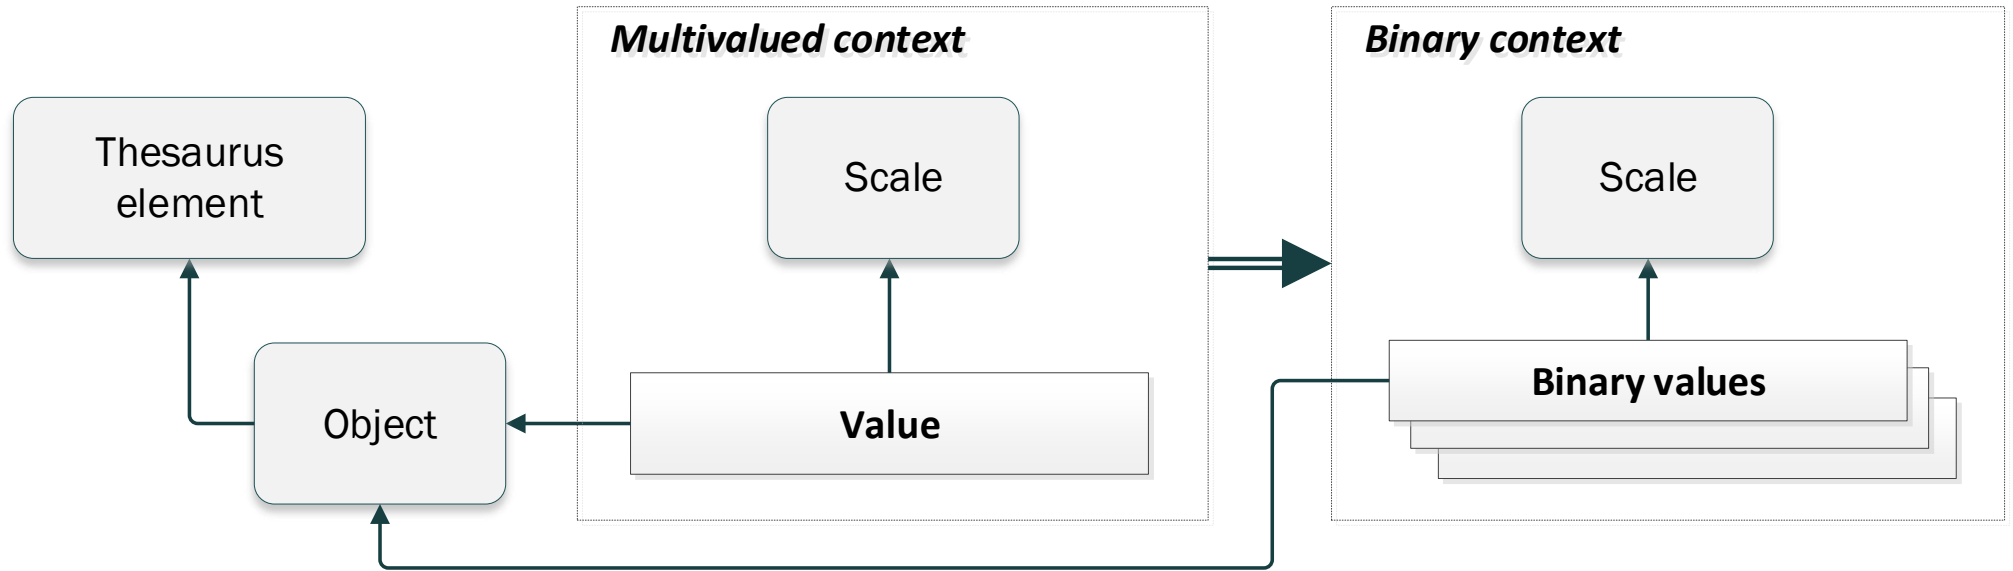 Multivalued context
Binary context
Thesaurus
element
Scale
Scale
Object
Value
Binary values